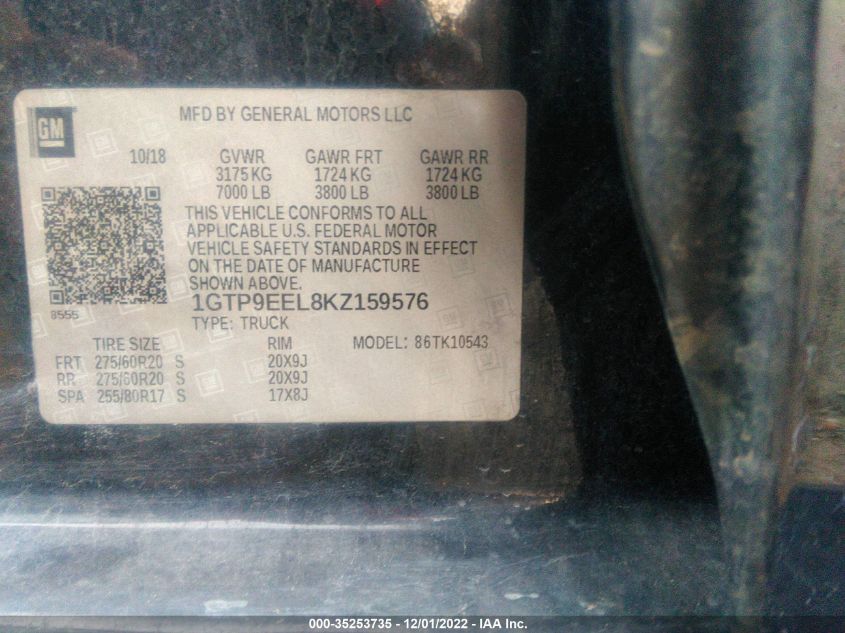 GM
MFD BY GENERAL MOTORS LLC
10/18 GVWR GAWR FRT GAWR RR
3175 KG 1724 KG 1724 KG
7000 LB 3800 LB 3800 LB
THIS VEHICLE CONFORMS TO ALL
APPLICABLE U.S. FEDERAL MOTOR
VEHICLE SAFETY STANDARDS IN EFFECT
ON THE DATE OF MANUFACTURE
SHOWN ABOVE.
8555
1GTP9EEL8KZ159576
TYPE: TRUCK
TIRE SIZE RIM MODEL: 86TK10543
FRT 275/60R20 S 20X9J
RR 275/60R20 S 20X9J
SPA 255/80R17 S 17X8J
000-35253735 - 12/01/2022 - IAA Inc.